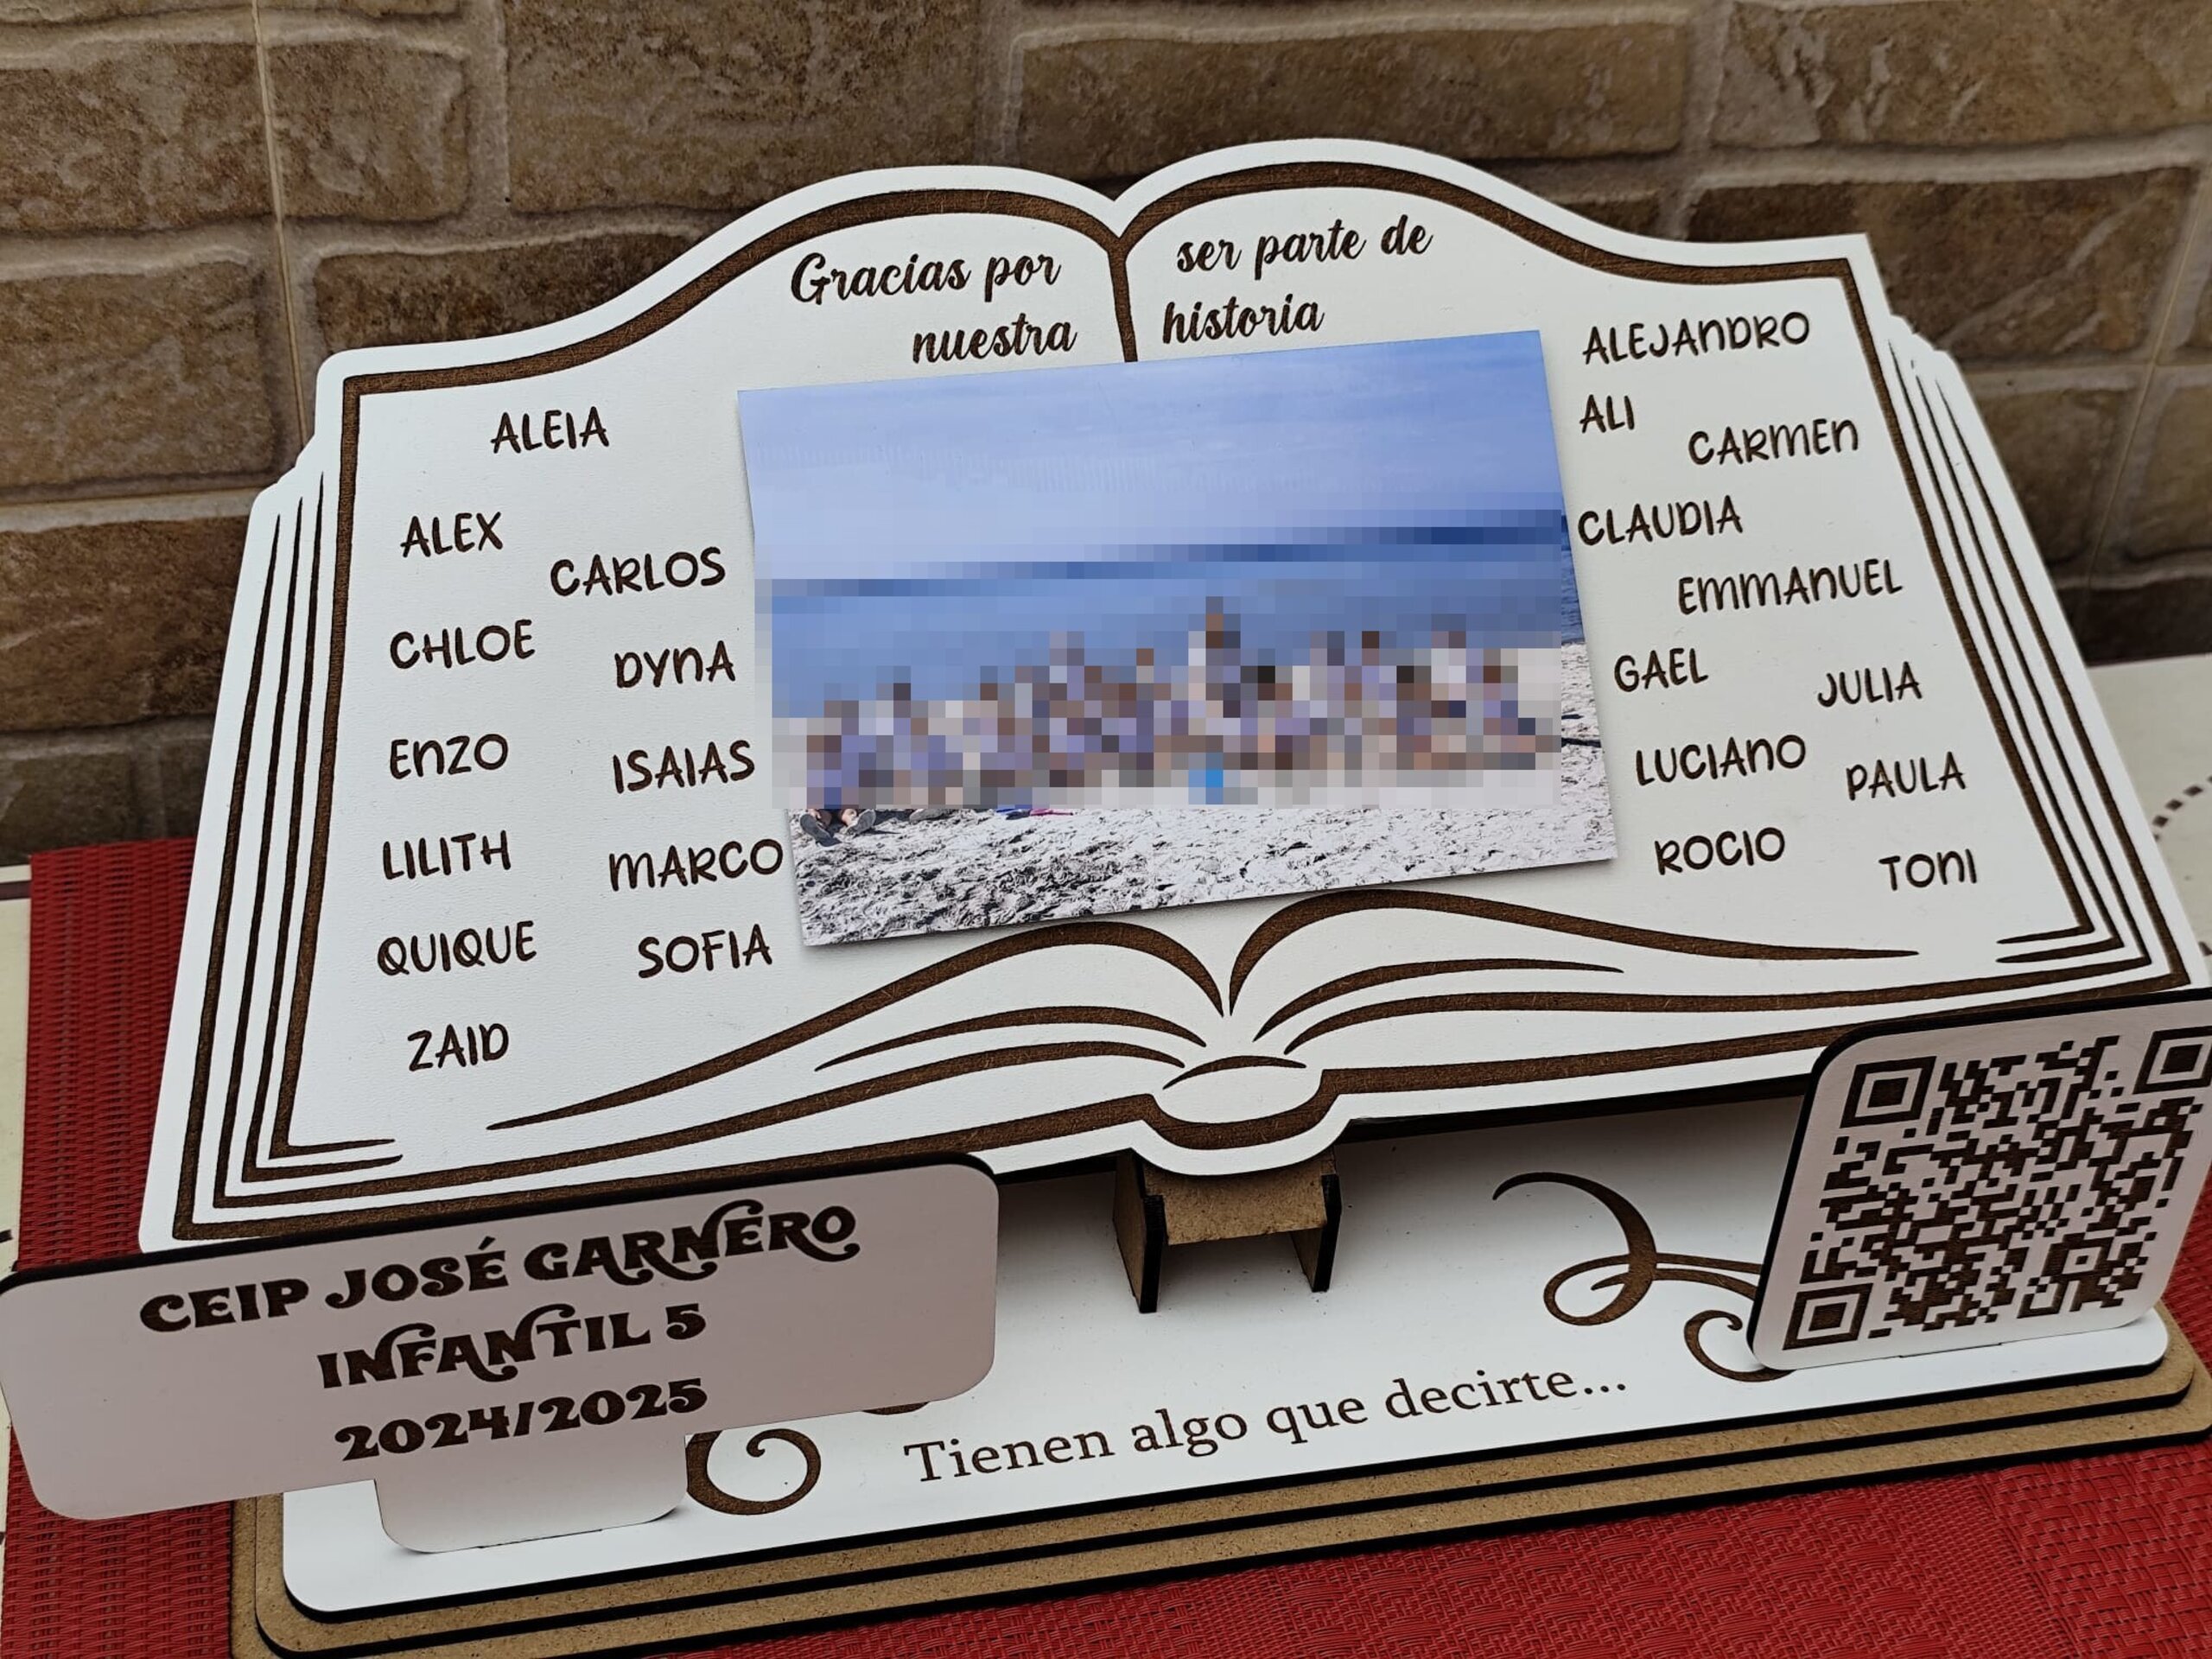 Gracias por
nuestra
ser parte de
historia
ALEIA
ALEX
CARLOS
CHLOE
DYNA
ENZO
ISAIAS
LILITH
MARCO
QUIQUE
SOFIA
ZAID
ALEJANDRO
ALI
CARMEN
CLAUDIA
EMMANUEL
GAEL
JULIA
LUCIANO
PAULA
ROCIO
TONI
CEIP JOSÉ GARNERO
INFANTIL 5
2024/2025
Tienen algo que decirte...